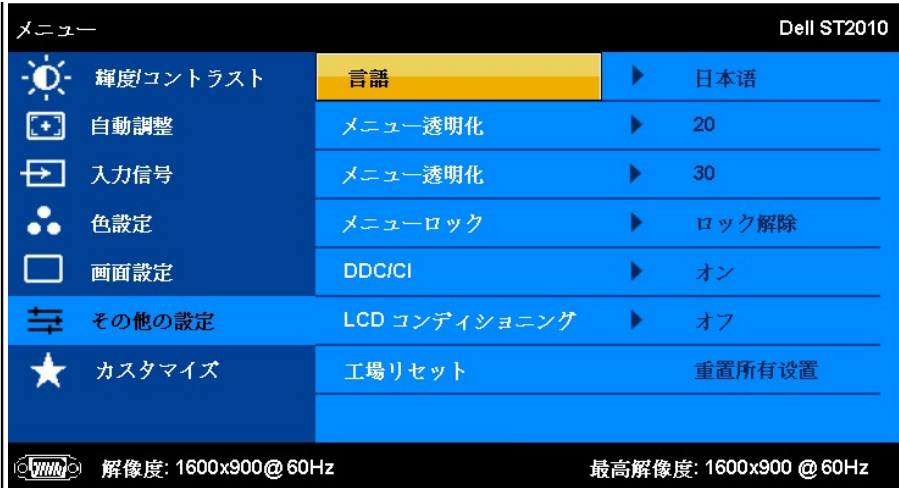 メニュー Dell ST2010
輝度/コントラスト 言語 日本语
自動調整 メニュー透明化 20
入力信号 メニュー透明化 30
色設定 メニューロック ロック解除
画面設定 DDC/CI オン
その他の設定 LCD コンディショニング オフ
カスタマイズ 工場リセット 重置所有设置
解像度: 1600x900@60Hz 最高解像度: 1600x900 @60Hz